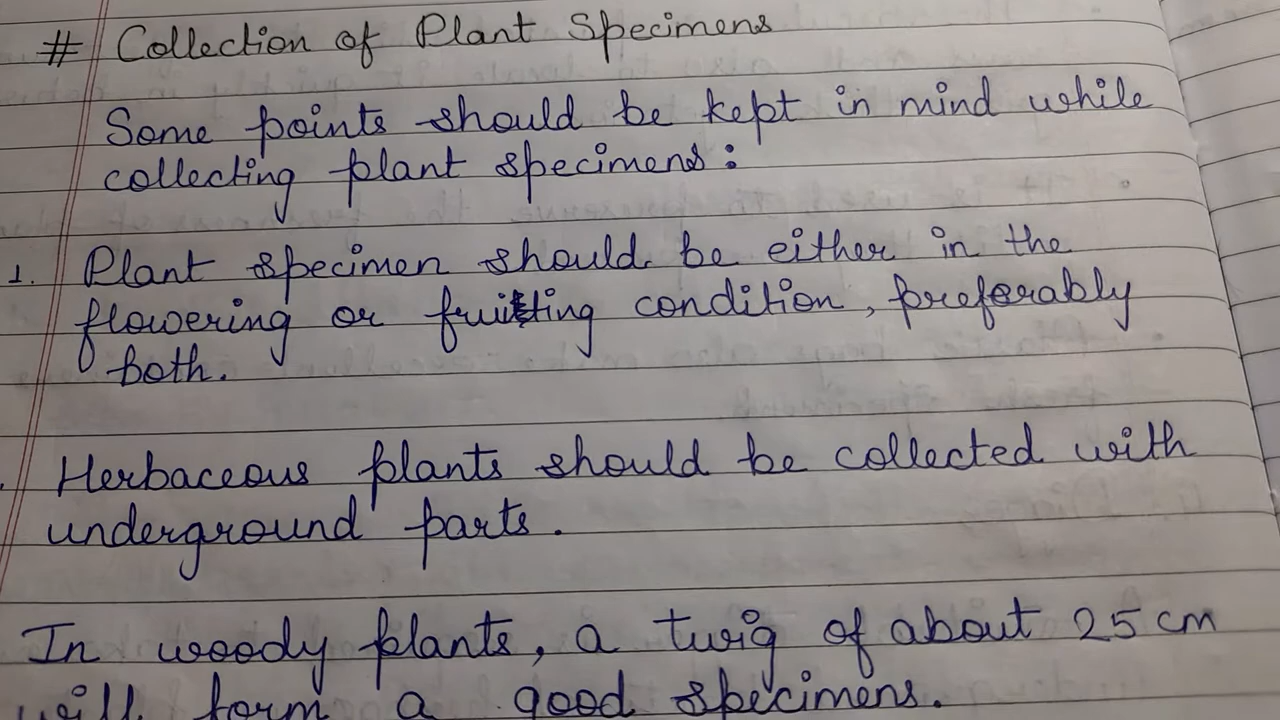 # Collection of Plant Specimens
Some points should be kept in mind while
collecting plant specimens:
1. Plant specimen should be either in the
flowering or fruiting condition, preferably
both.
. Herbaceous plants should be collected with
underground parts.
In woody plants, a twig of about 25 cm
will form a good specimens.